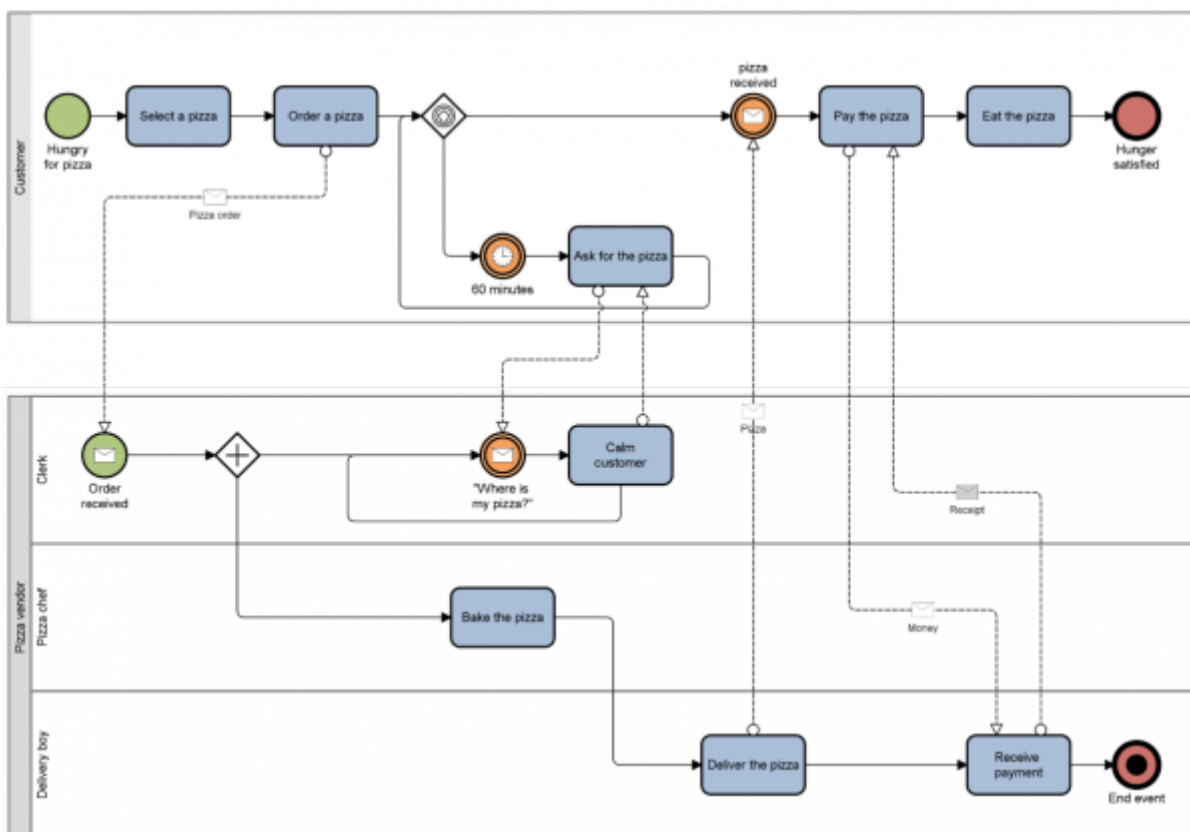 Customer
pizza
received
Select a pizza
Order a pizza
Pay the pizza
Eat the pizza
Hungry
for pizza
Hunger
satisfied
Pizza order
Ask for the pizza
60 minutes
Pizza vendor
Clerk
Pizza
Order
received
"Where is
my pizza?"
Calm
customer
Receipt
Pizza chef
Bake the pizza
Money
Delivery boy
Deliver the pizza
Receive
payment
End event